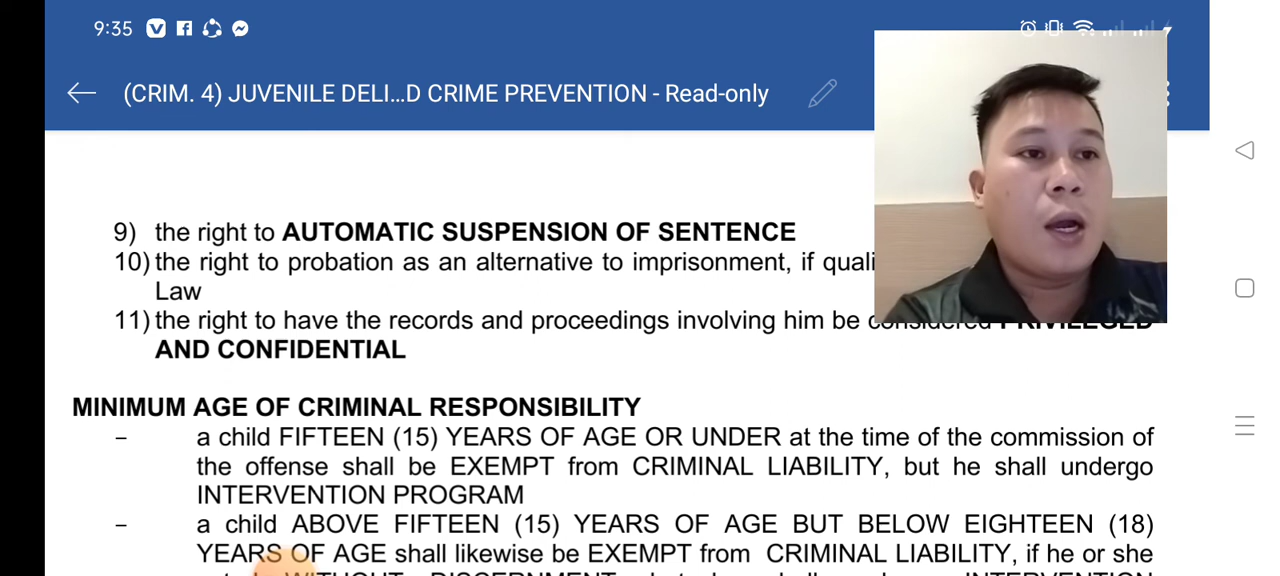 9:35
(CRIM. 4) JUVENILE DELI...D CRIME PREVENTION - Read-only
9) the right to AUTOMATIC SUSPENSION OF SENTENCE
10) the right to probation as an alternative to imprisonment, if
Law
11) the right to have the records and proceedings involving him be considered PRIVILEGED
AND CONFIDENTIAL
MINIMUM AGE OF CRIMINAL RESPONSIBILITY
– a child FIFTEEN (15) YEARS OF AGE OR UNDER at the time of the commission of
the offense shall be EXEMPT from CRIMINAL LIABILITY, but he shall undergo
INTERVENTION PROGRAM
– a child ABOVE FIFTEEN (15) YEARS OF AGE BUT BELOW EIGHTEEN (18)
YEARS OF AGE shall likewise be EXEMPT from CRIMINAL LIABILITY, if he or she
WITHOUT DISCERNMENT